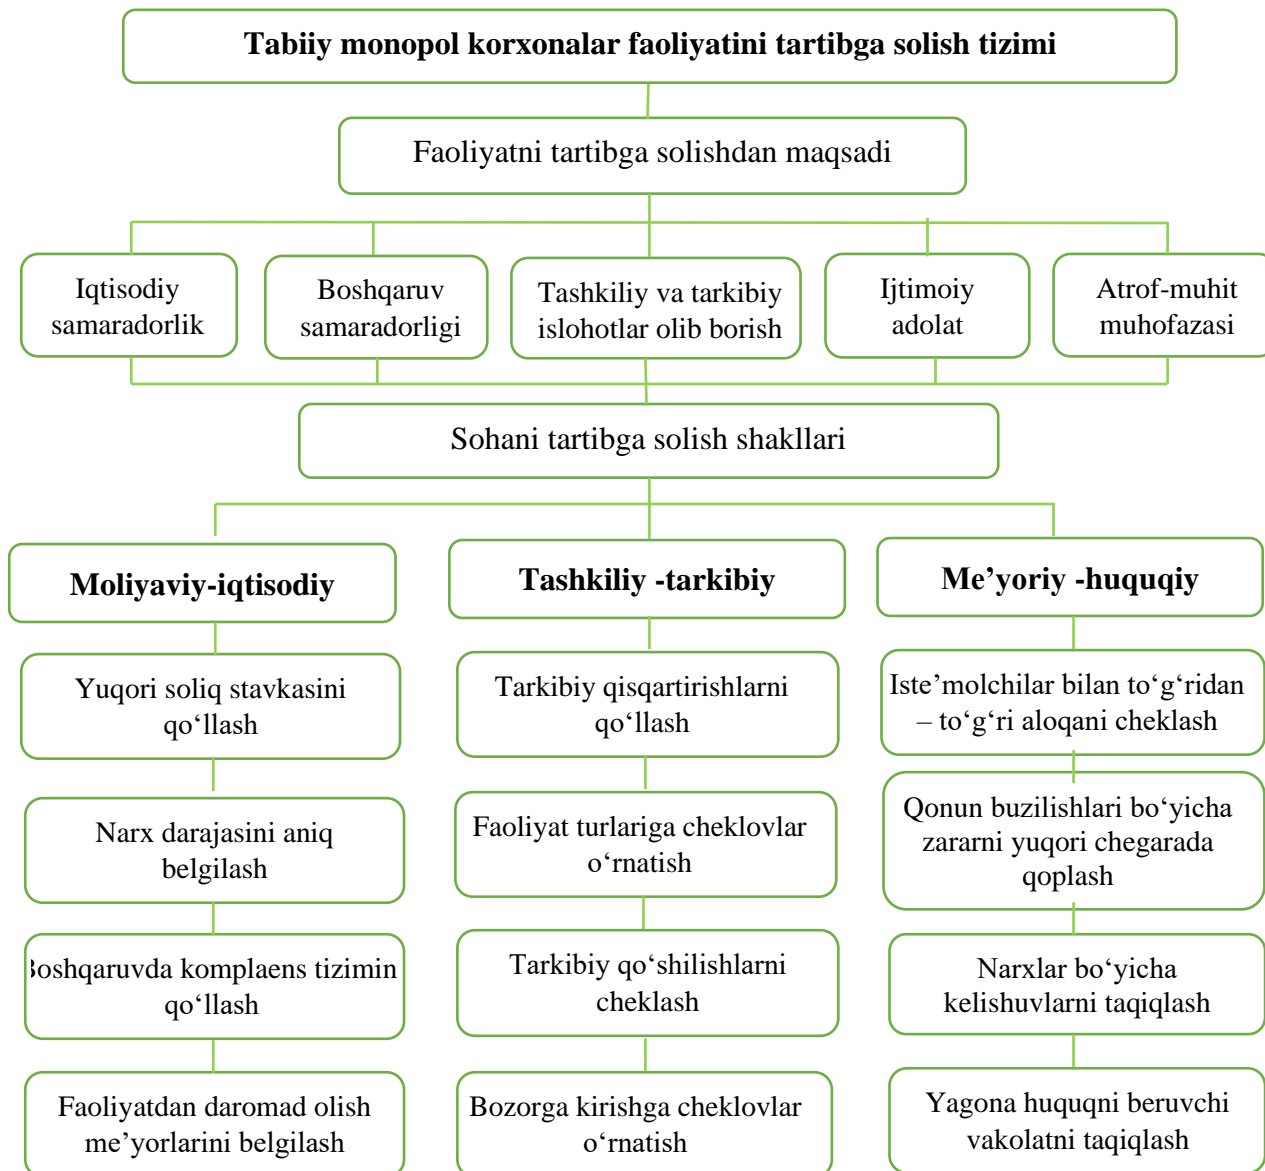 Tabiiy monopol korxonalar faoliyatini tartibga solish tizimi
Faoliyatni tartibga solishdan maqsadi
Iqtisodiy
samaradorlik
Boshqaruv
samaradorligi
Tashkiliy va tarkibiy
islohotlar olib borish
Ijtimoiy
adolat
Atrof-muhit
muhofazasi
Sohani tartibga solish shakllari
Moliyaviy-iqtisodiy
Tashkiliy -tarkibiy
Me’yoriy -huquqiy
Yuqori soliq stavkasini
qo‘llash
Tarkibiy qisqartirishlarni
qo‘llash
Iste’molchilar bilan to‘g‘ridan
– to‘g‘ri aloqani cheklash
Narx darajasini aniq
belgilash
Faoliyat turlariga cheklovlar
o‘rnatish
Qonun buzilishlari bo‘yicha
zararni yuqori chegarada
qoplash
Boshqaruvda komplaens tizimin
qo‘llash
Tarkibiy qo‘shilishlarni
cheklash
Narxlar bo‘yicha
kelishuvlarni taqiqlash
Faoliyatdan daromad olish
me’yorlarini belgilash
Bozorga kirishga cheklovlar
o‘rnatish
Yagona huquqni beruvchi
vakolatni taqiqlash